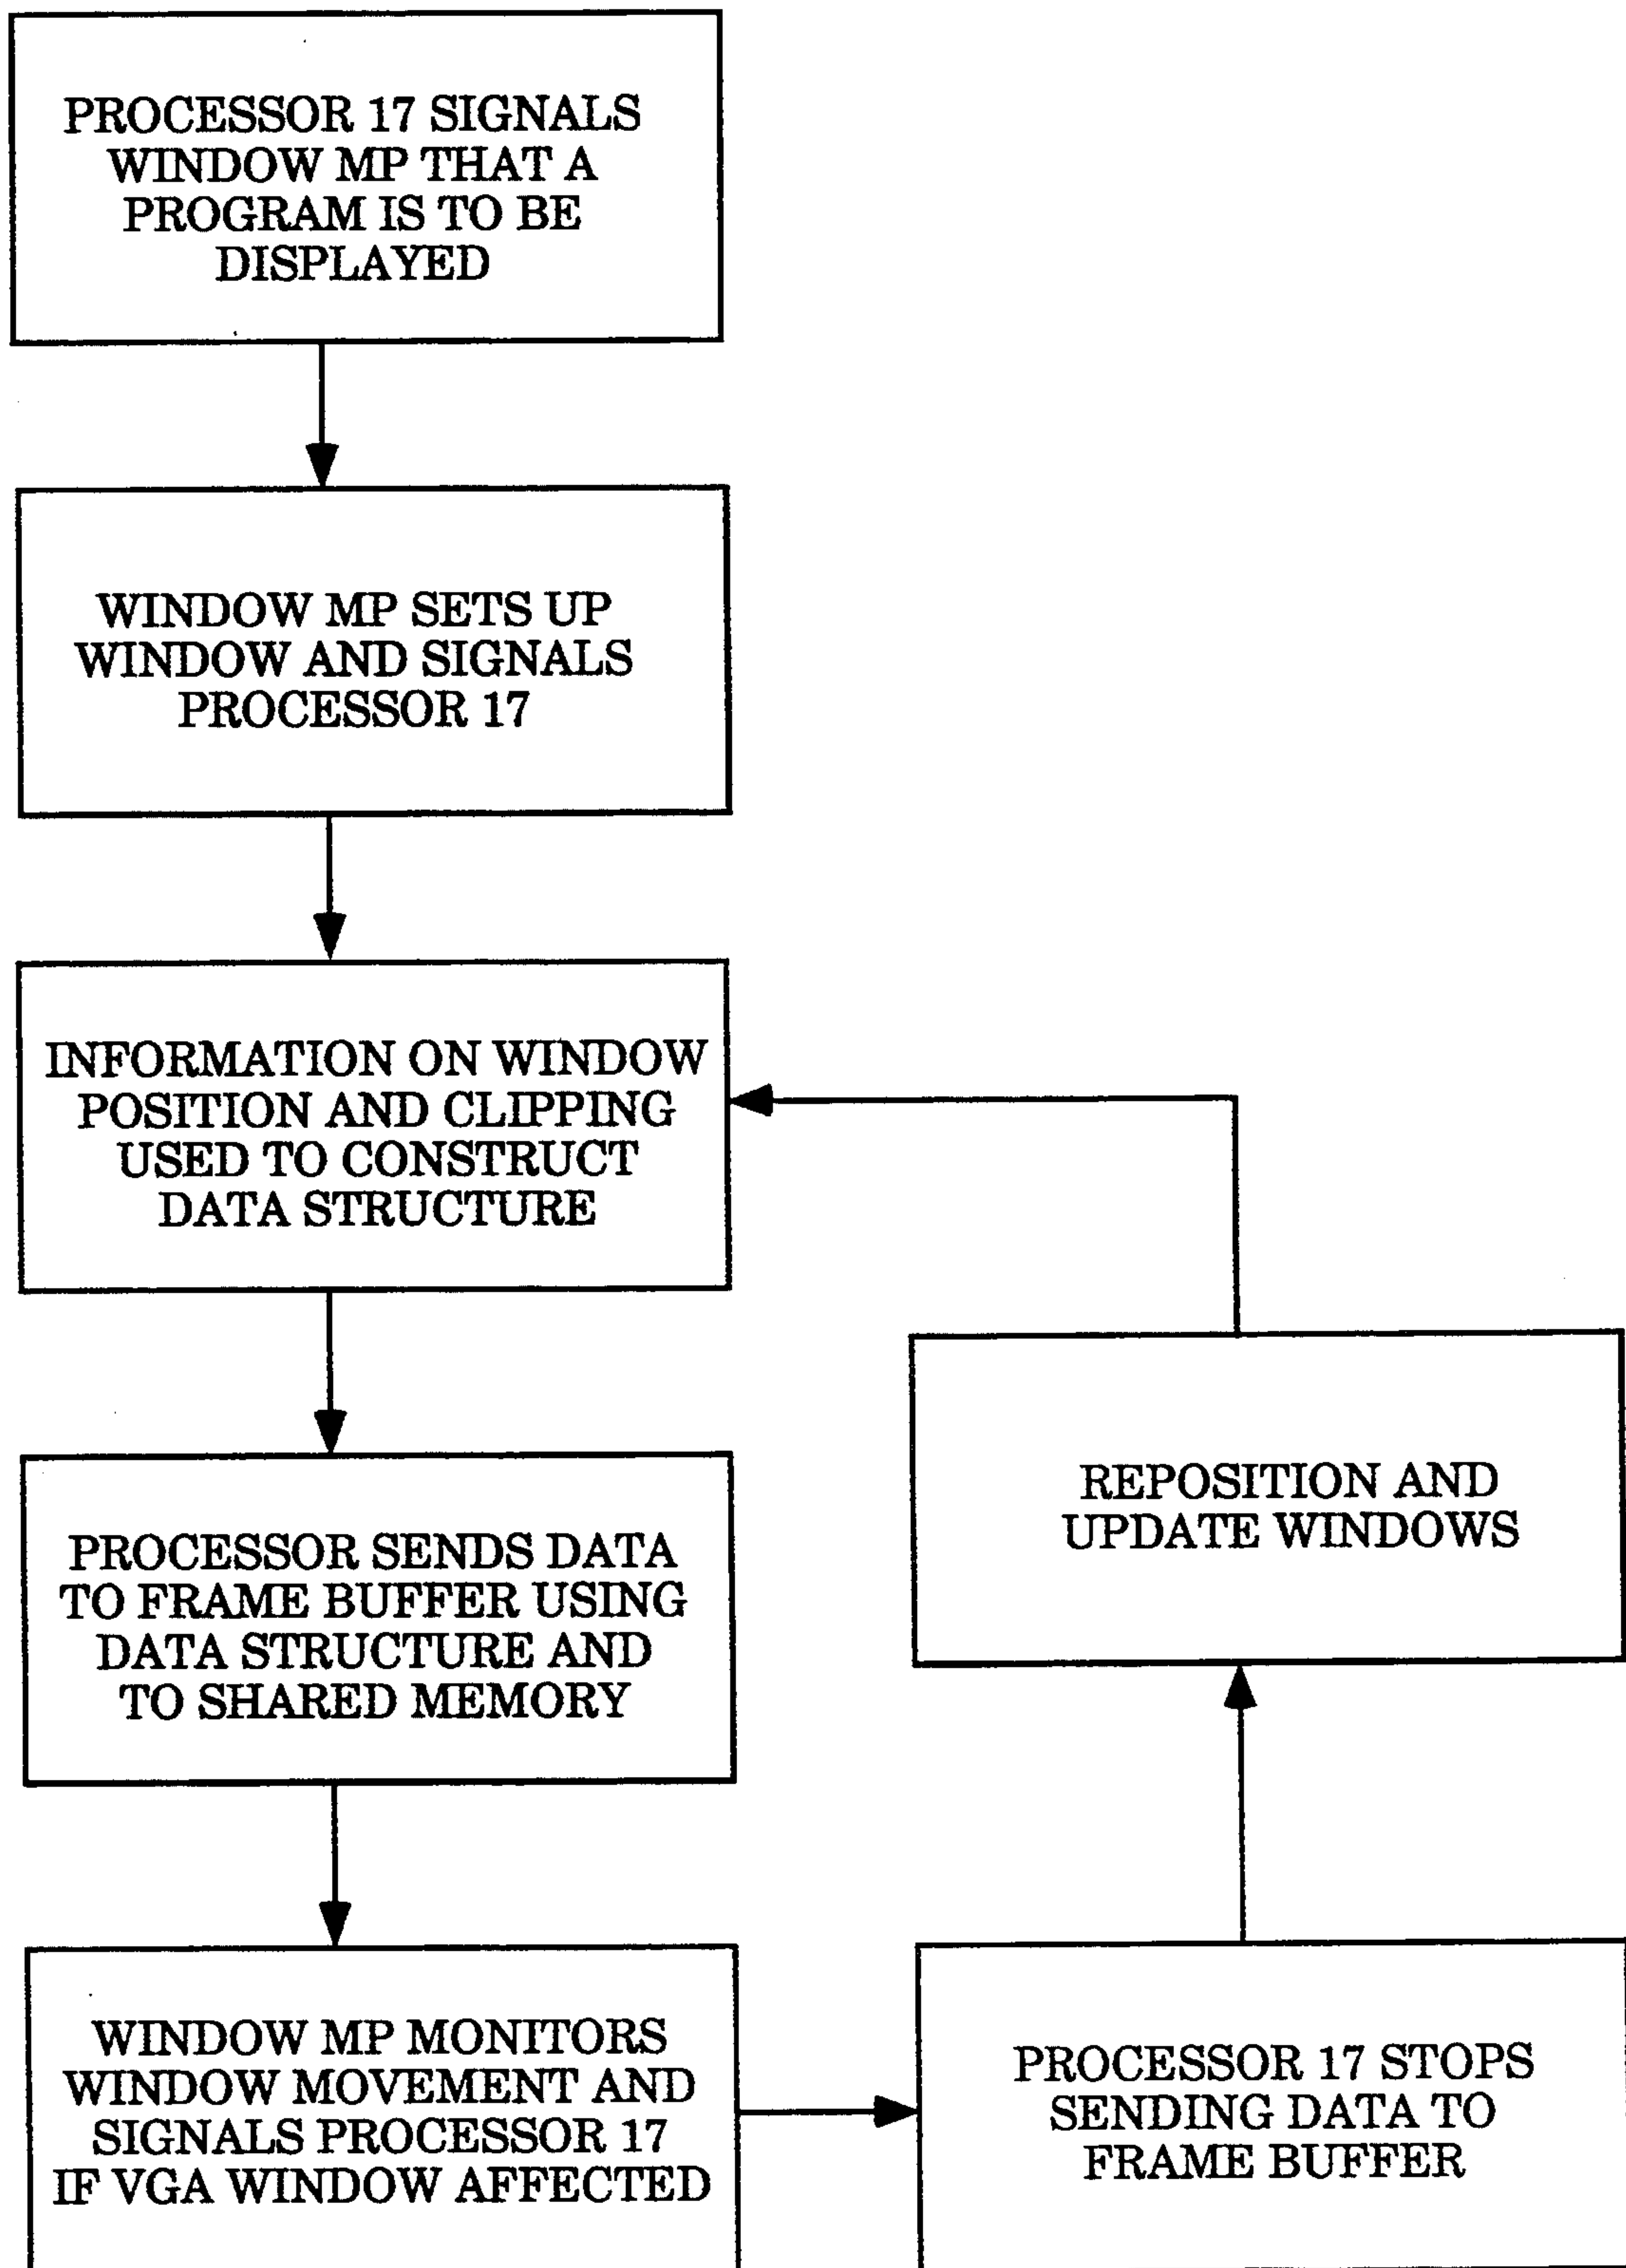 PROCESSOR 17 SIGNALS
WINDOW MP THAT A
PROGRAM IS TO BE
DISPLAYED
WINDOW MP SETS UP
WINDOW AND SIGNALS
PROCESSOR 17
INFORMATION ON WINDOW
POSITION AND CLIPPING
USED TO CONSTRUCT
DATA STRUCTURE
PROCESSOR SENDS DATA
TO FRAME BUFFER USING
DATA STRUCTURE AND
TO SHARED MEMORY
WINDOW MP MONITORS
WINDOW MOVEMENT AND
SIGNALS PROCESSOR 17
IF VGA WINDOW AFFECTED
PROCESSOR 17 STOPS
SENDING DATA TO
FRAME BUFFER
REPOSITION AND
UPDATE WINDOWS